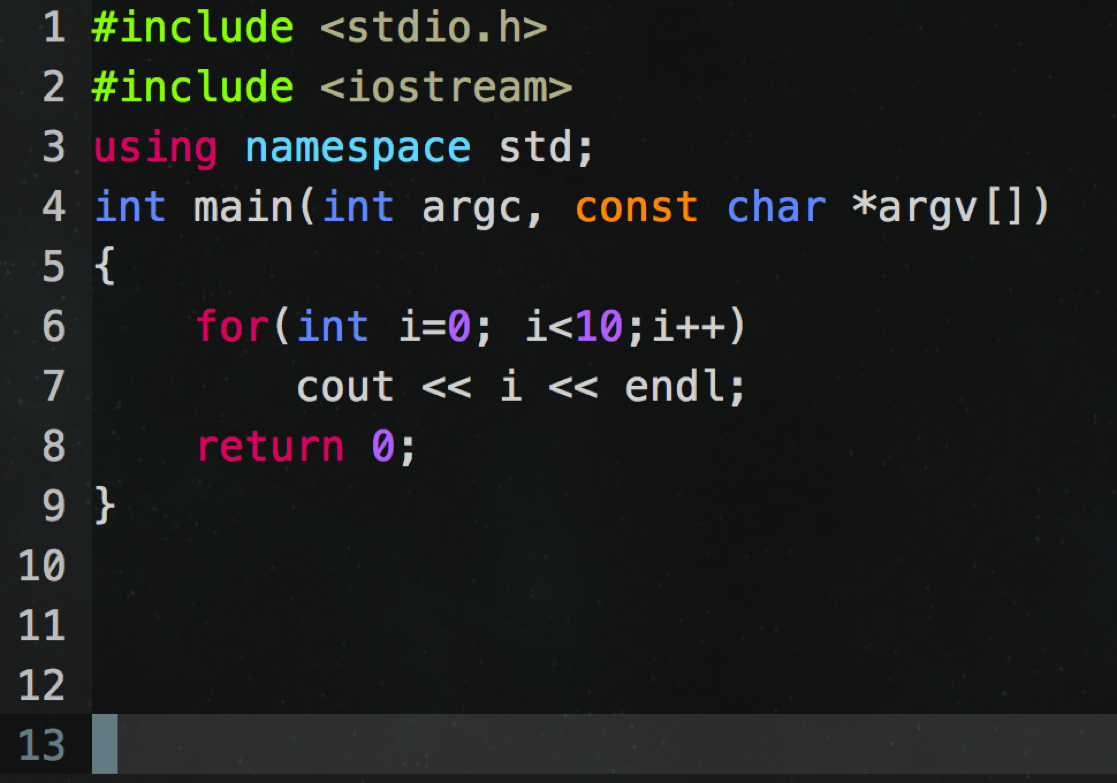 1 #include <stdio.h>
2 #include <iostream>
3 using namespace std;
4 int main(int argc, const char *argv[])
5 {
6     for(int i=0; i<10;i++)
7         cout << i << endl;
8     return 0;
9 }
10
11
12
13